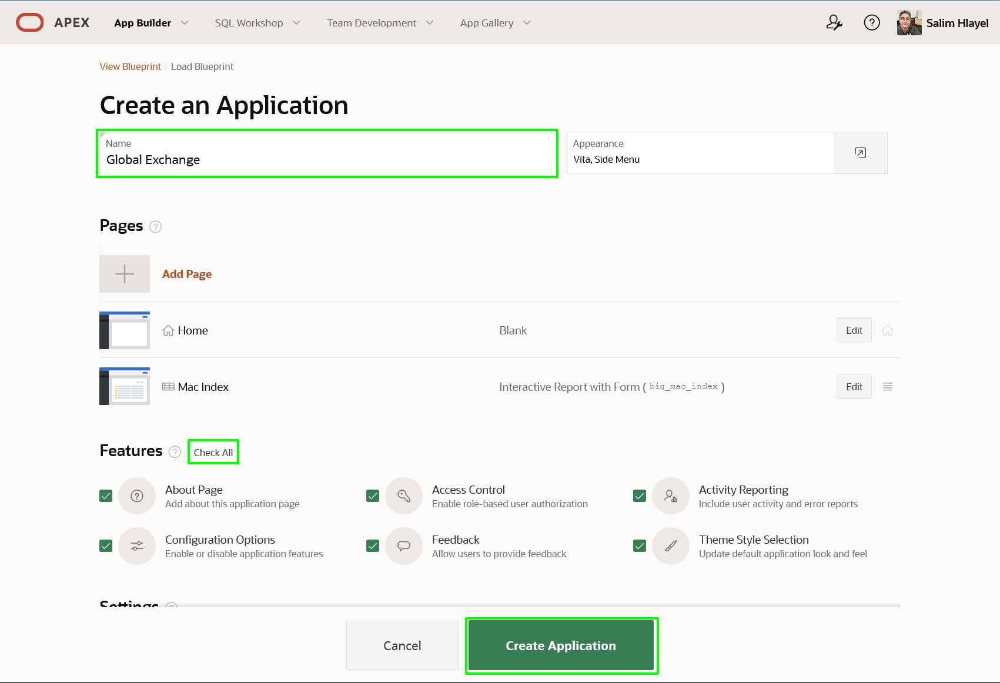 APEX App Builder SQL Workshop Team Development App Gallery ? Salim Hlayel
View Blueprint Load Blueprint
Create an Application
Name
Global Exchange
Appearance
Vita, Side Menu
Pages ?
Add Page
Home Blank Edit
Mac Index Interactive Report with Form ( big_mac_index ) Edit
Features ? Check All
? About Page
Add about this application page
Access Control
Enable role-based user authorization
Activity Reporting
Include user activity and error reports
Configuration Options
Enable or disable application features
Feedback
Allow users to provide feedback
Theme Style Selection
Update default application look and feel
Settings ?
Cancel Create Application